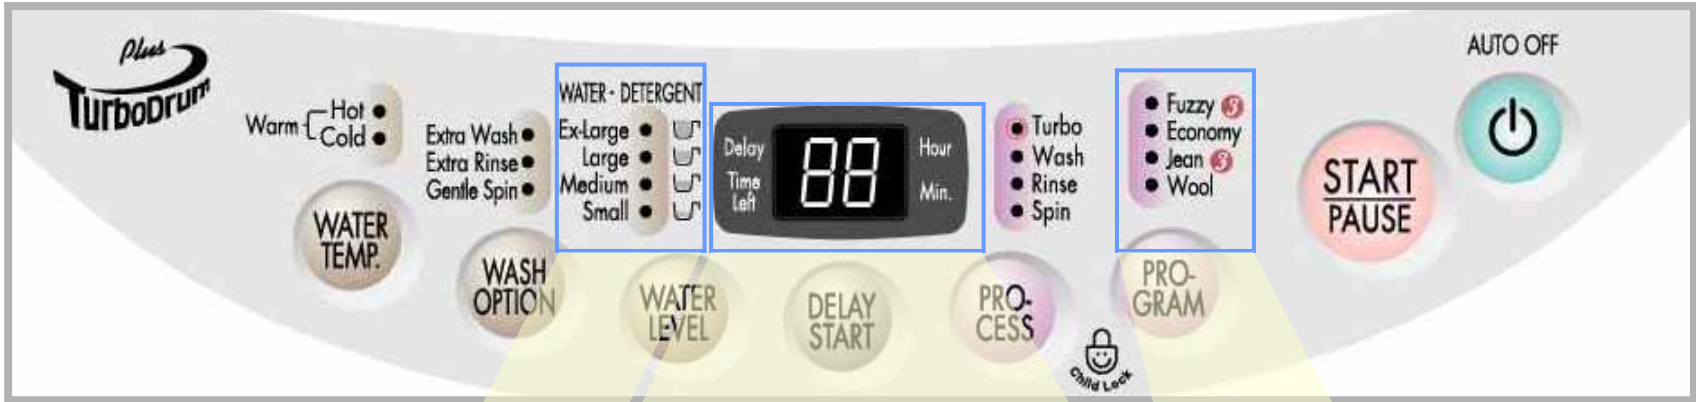 Plus
TurboDrum
AUTO OFF
Hot
Warm
Cold
WATER TEMP.
Extra Wash
Extra Rinse
Gentle Spin
WASH OPTION
WATER - DETERGENT
Ex-Large
Large
Medium
Small
WATER LEVEL
Delay
Time
Left
88
Hour
Min.
DELAY START
Turbo
Wash
Rinse
Spin
PRO-
CESS
Fuzzy 3
Economy
Jean 3
Wool
PRO-
GRAM
Child Lock
START
PAUSE